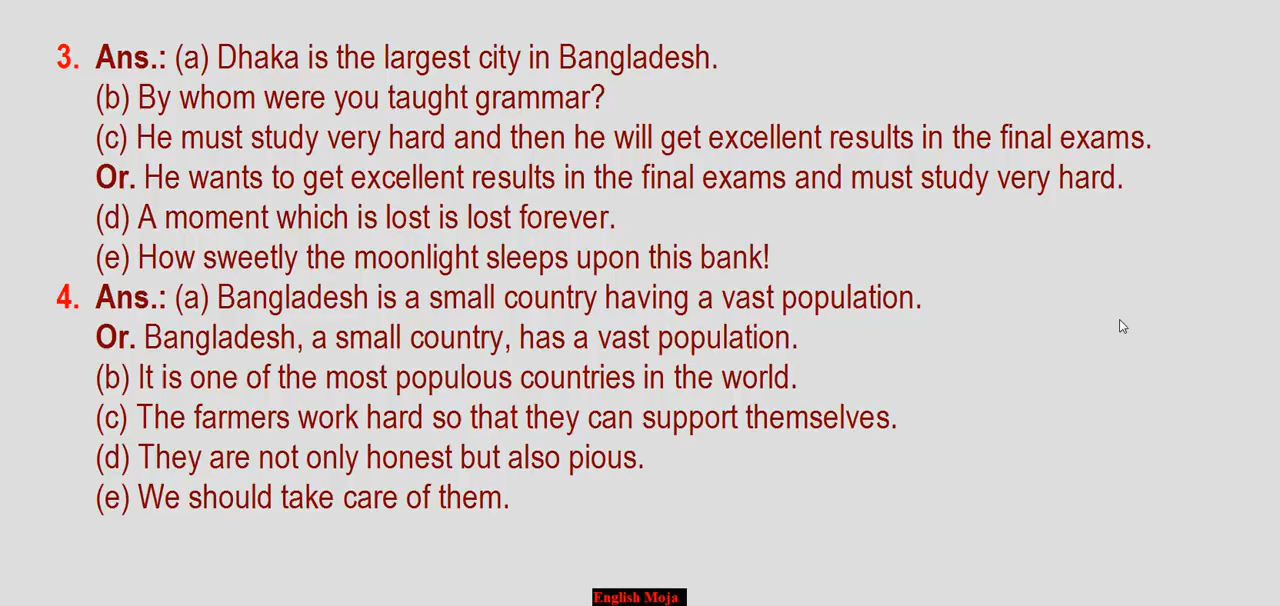 3. Ans.: (a) Dhaka is the largest city in Bangladesh.
(b) By whom were you taught grammar?
(c) He must study very hard and then he will get excellent results in the final exams.
Or. He wants to get excellent results in the final exams and must study very hard.
(d) A moment which is lost is lost forever.
(e) How sweetly the moonlight sleeps upon this bank!
4. Ans.: (a) Bangladesh is a small country having a vast population.
Or. Bangladesh, a small country, has a vast population.
(b) It is one of the most populous countries in the world.
(c) The farmers work hard so that they can support themselves.
(d) They are not only honest but also pious.
(e) We should take care of them.
English Moja